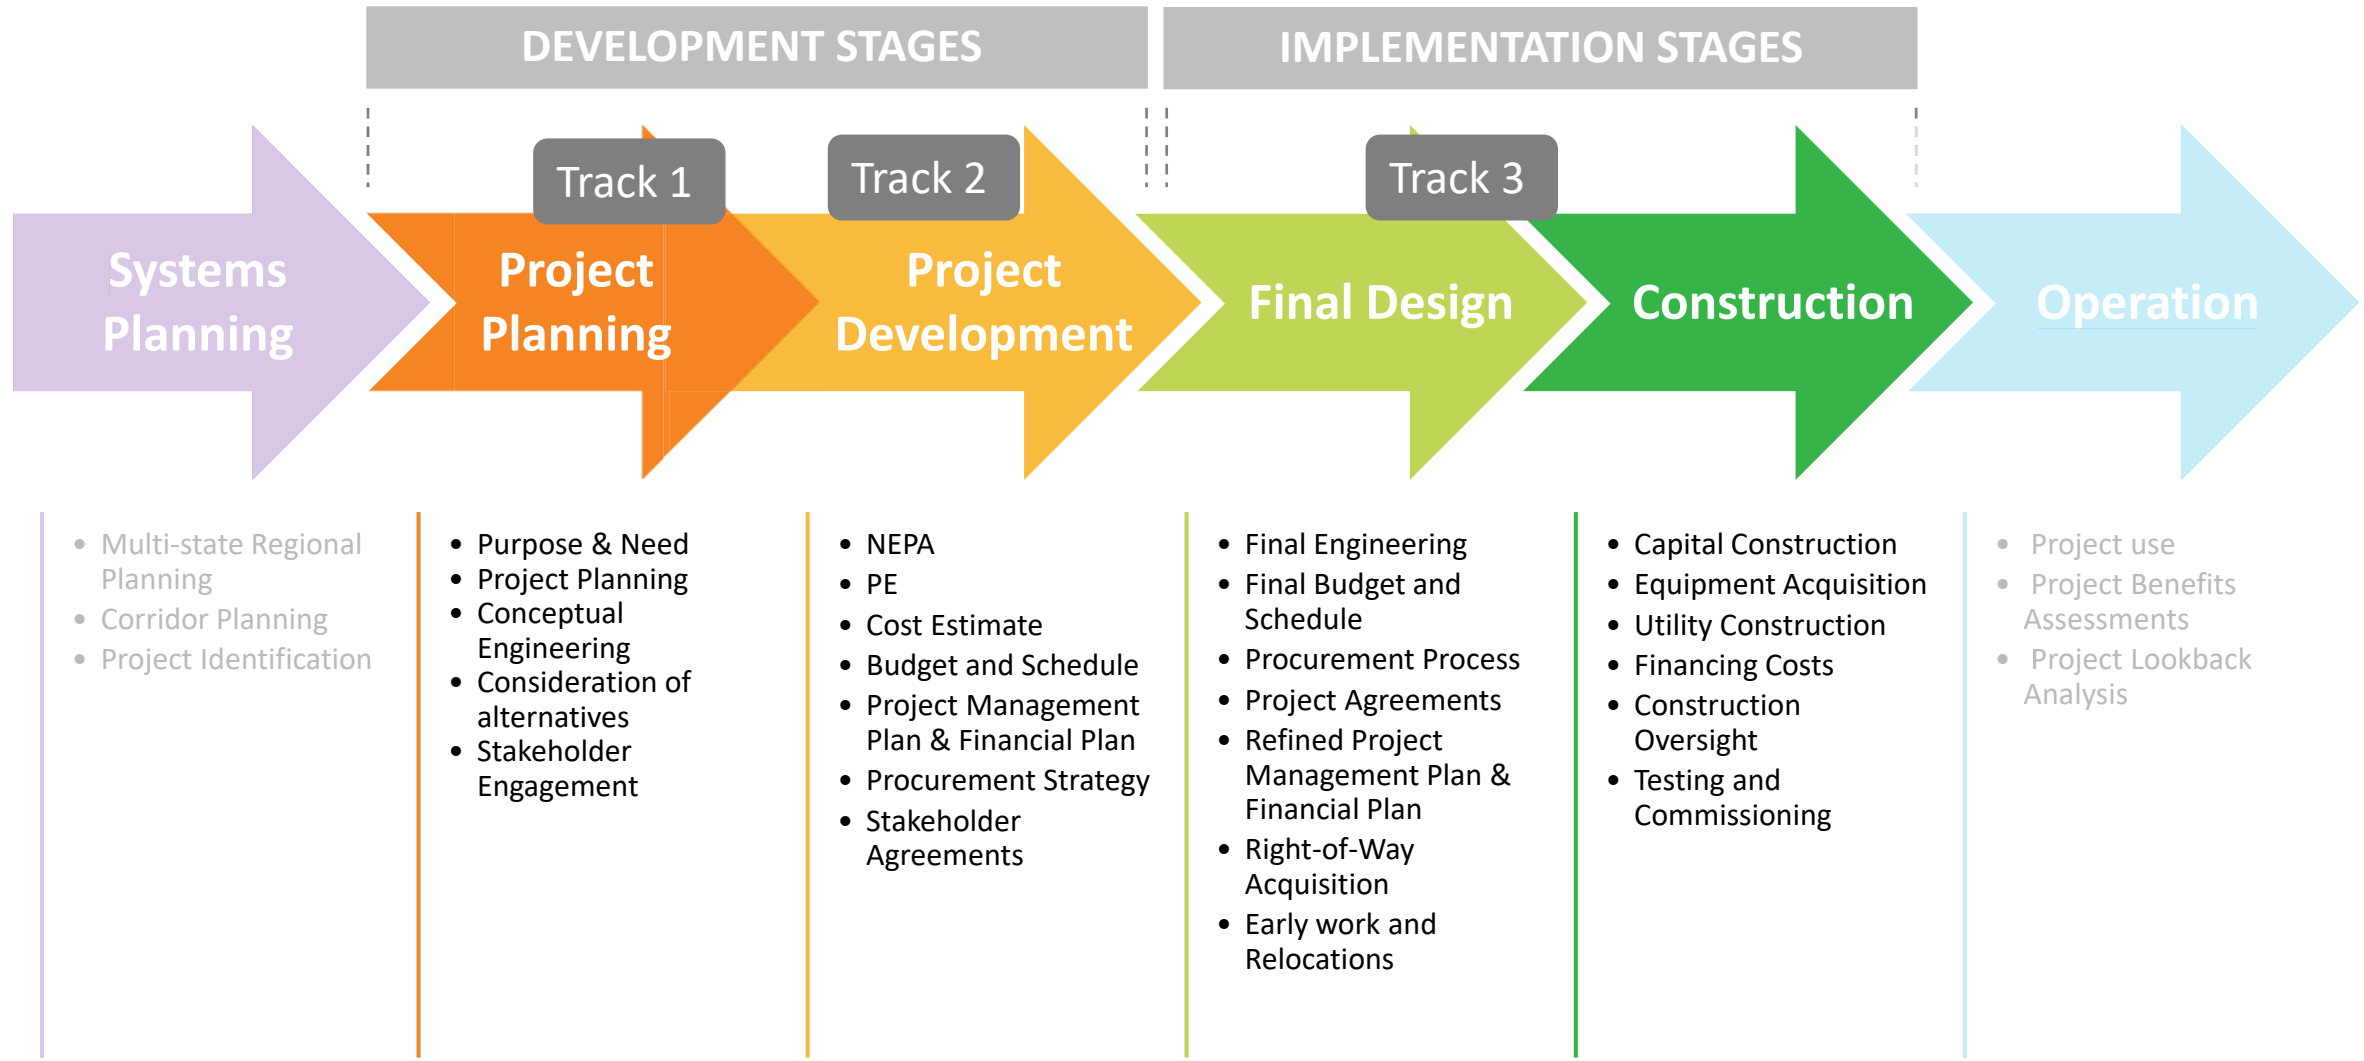 DEVELOPMENT STAGES
IMPLEMENTATION STAGES
Track 1
Track 2
Track 3
Systems
Planning
Project
Planning
Project
Development
Final Design
Construction
Operation
• Multi-state Regional
Planning
• Corridor Planning
• Project Identification
• Purpose & Need
• Project Planning
• Conceptual
Engineering
• Consideration of
alternatives
• Stakeholder
Engagement
• NEPA
• PE
• Cost Estimate
• Budget and Schedule
• Project Management
Plan & Financial Plan
• Procurement Strategy
• Stakeholder
Agreements
• Final Engineering
• Final Budget and
Schedule
• Procurement Process
• Project Agreements
• Refined Project
Management Plan &
Financial Plan
• Right-of-Way
Acquisition
• Early work and
Relocations
• Capital Construction
• Equipment Acquisition
• Utility Construction
• Financing Costs
• Construction
Oversight
• Testing and
Commissioning
• Project use
• Project Benefits
Assessments
• Project Lookback
Analysis